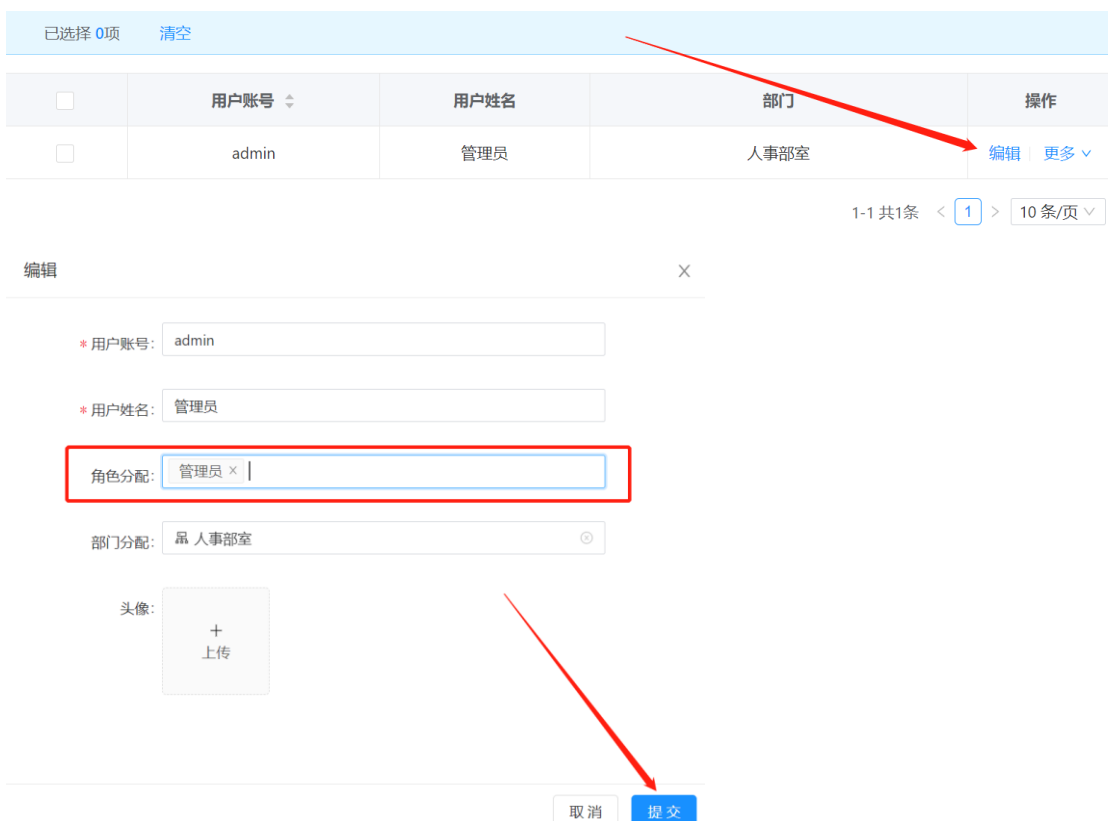 已选择 0项 清空
用户账号 用户姓名 部门 操作
admin 管理员 人事部室 编辑 更多
1-1 共1条 < 1 > 10 条/页
编辑
* 用户账号: admin
* 用户姓名: 管理员
角色分配: 管理员 ×
部门分配: 人事部室
头像:
+
上传
取 消 提 交